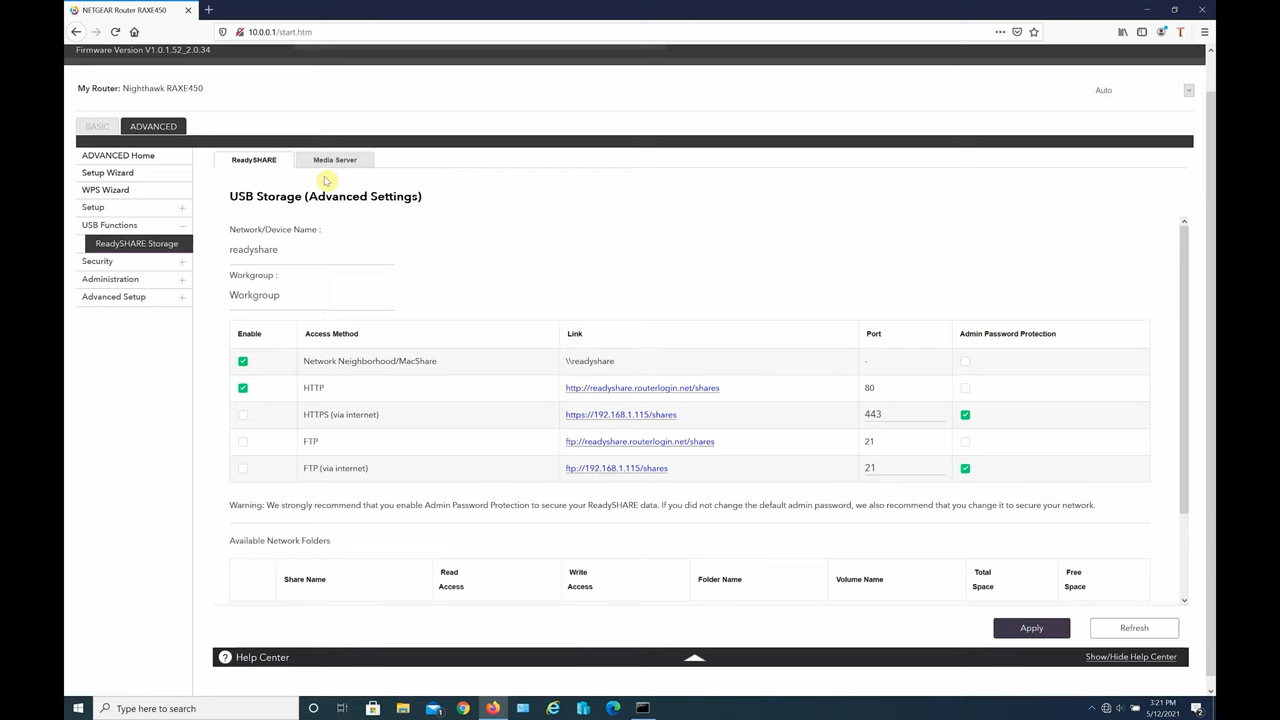 NETGEAR Router RAXE450
10.0.0.1/start.htm
Firmware Version V1.0.1.52_2.0.34
My Router: Nighthawk RAXE450
Auto
BASIC
ADVANCED
ADVANCED Home
Setup Wizard
WPS Wizard
Setup
USB Functions
ReadySHARE Storage
Security
Administration
Advanced Setup
ReadySHARE
Media Server
USB Storage (Advanced Settings)
Network/Device Name :
readyshare
Workgroup :
Workgroup
Enable Access Method Link Port Admin Password Protection
Network Neighborhood/MacShare \\readyshare -
HTTP http://readyshare.routerlogin.net/shares 80
HTTPS (via internet) https://192.168.1.115/shares 443
FTP ftp://readyshare.routerlogin.net/shares 21
FTP (via internet) ftp://192.168.1.115/shares 21
Warning: We strongly recommend that you enable Admin Password Protection to secure your ReadySHARE data. If you did not change the default admin password, we also recommend that you change it to secure your network.
Available Network Folders
Share Name Read Access Write Access Folder Name Volume Name Total Space Free Space
Apply
Refresh
Help Center
Show/Hide Help Center
Type here to search
3:21 PM
5/12/2021